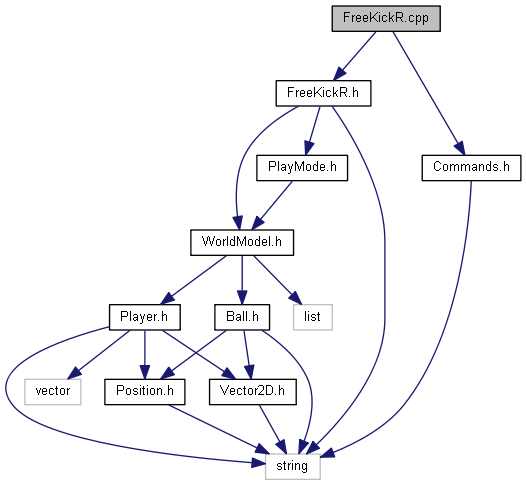 FreeKickR.cpp
FreeKickR.h
PlayMode.h
Commands.h
WorldModel.h
Player.h
Ball.h
list
vector
Position.h
Vector2D.h
string